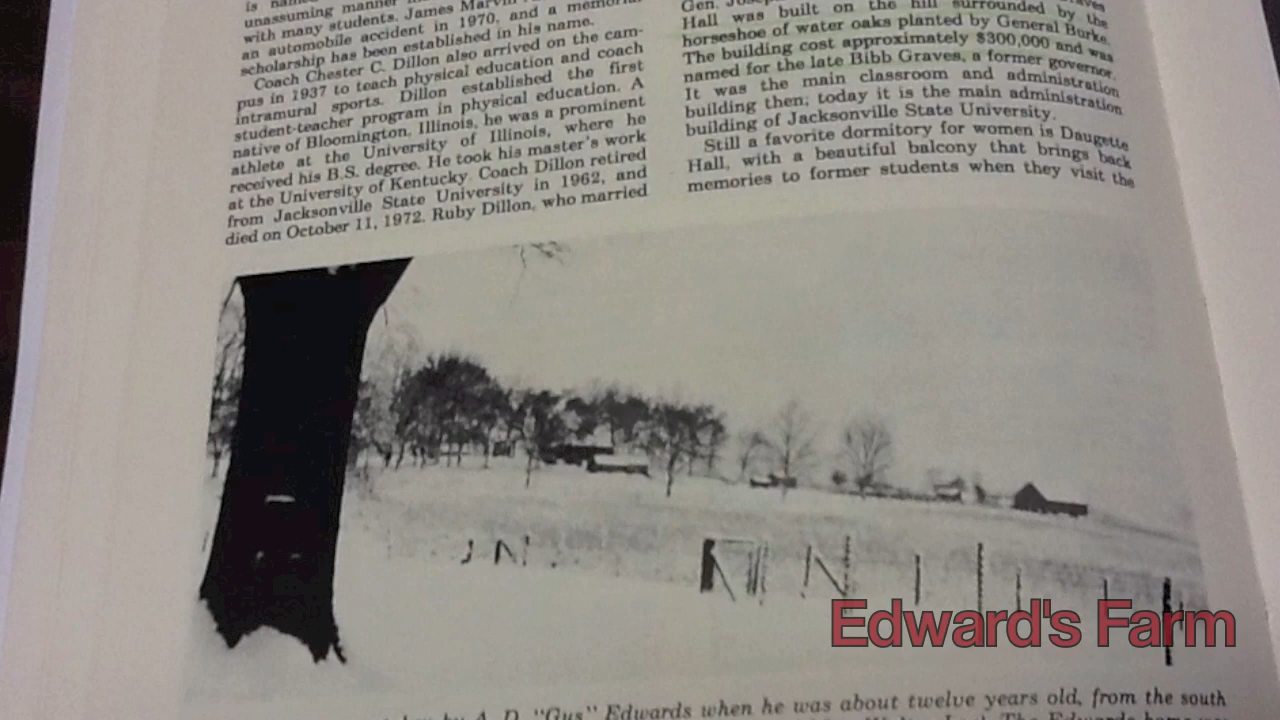 is
unassuming manner
with many students. James Marvin
an automobile accident in 1970, and a memorial
scholarship has been established in his name.
Coach Chester C. Dillon also arrived on the cam-
pus in 1937 to teach physical education and coach
intramural sports. Dillon established the first
student-teacher program in physical education. A
native of Bloomington, Illinois, he was a prominent
athlete at the University of Illinois, where he
received his B.S. degree. He took his master's work
at the University of Kentucky. Coach Dillon retired
from Jacksonville State University in 1962, and
died on October 11, 1972. Ruby Dillon, who married
Gen.
Hall was built on the hill surrounded by the
horseshoe of water oaks planted by General Burke.
The building cost approximately $300,000 and was
named for the late Bibb Graves, a former governor.
It was the main classroom and administration
building then; today it is the main administration
building of Jacksonville State University.
Still a favorite dormitory for women is Daugette
Hall, with a beautiful balcony that brings back
memories to former students when they visit the
Edward's Farm
by A. D. "Gus" Edwards when he was about twelve years old, from the south